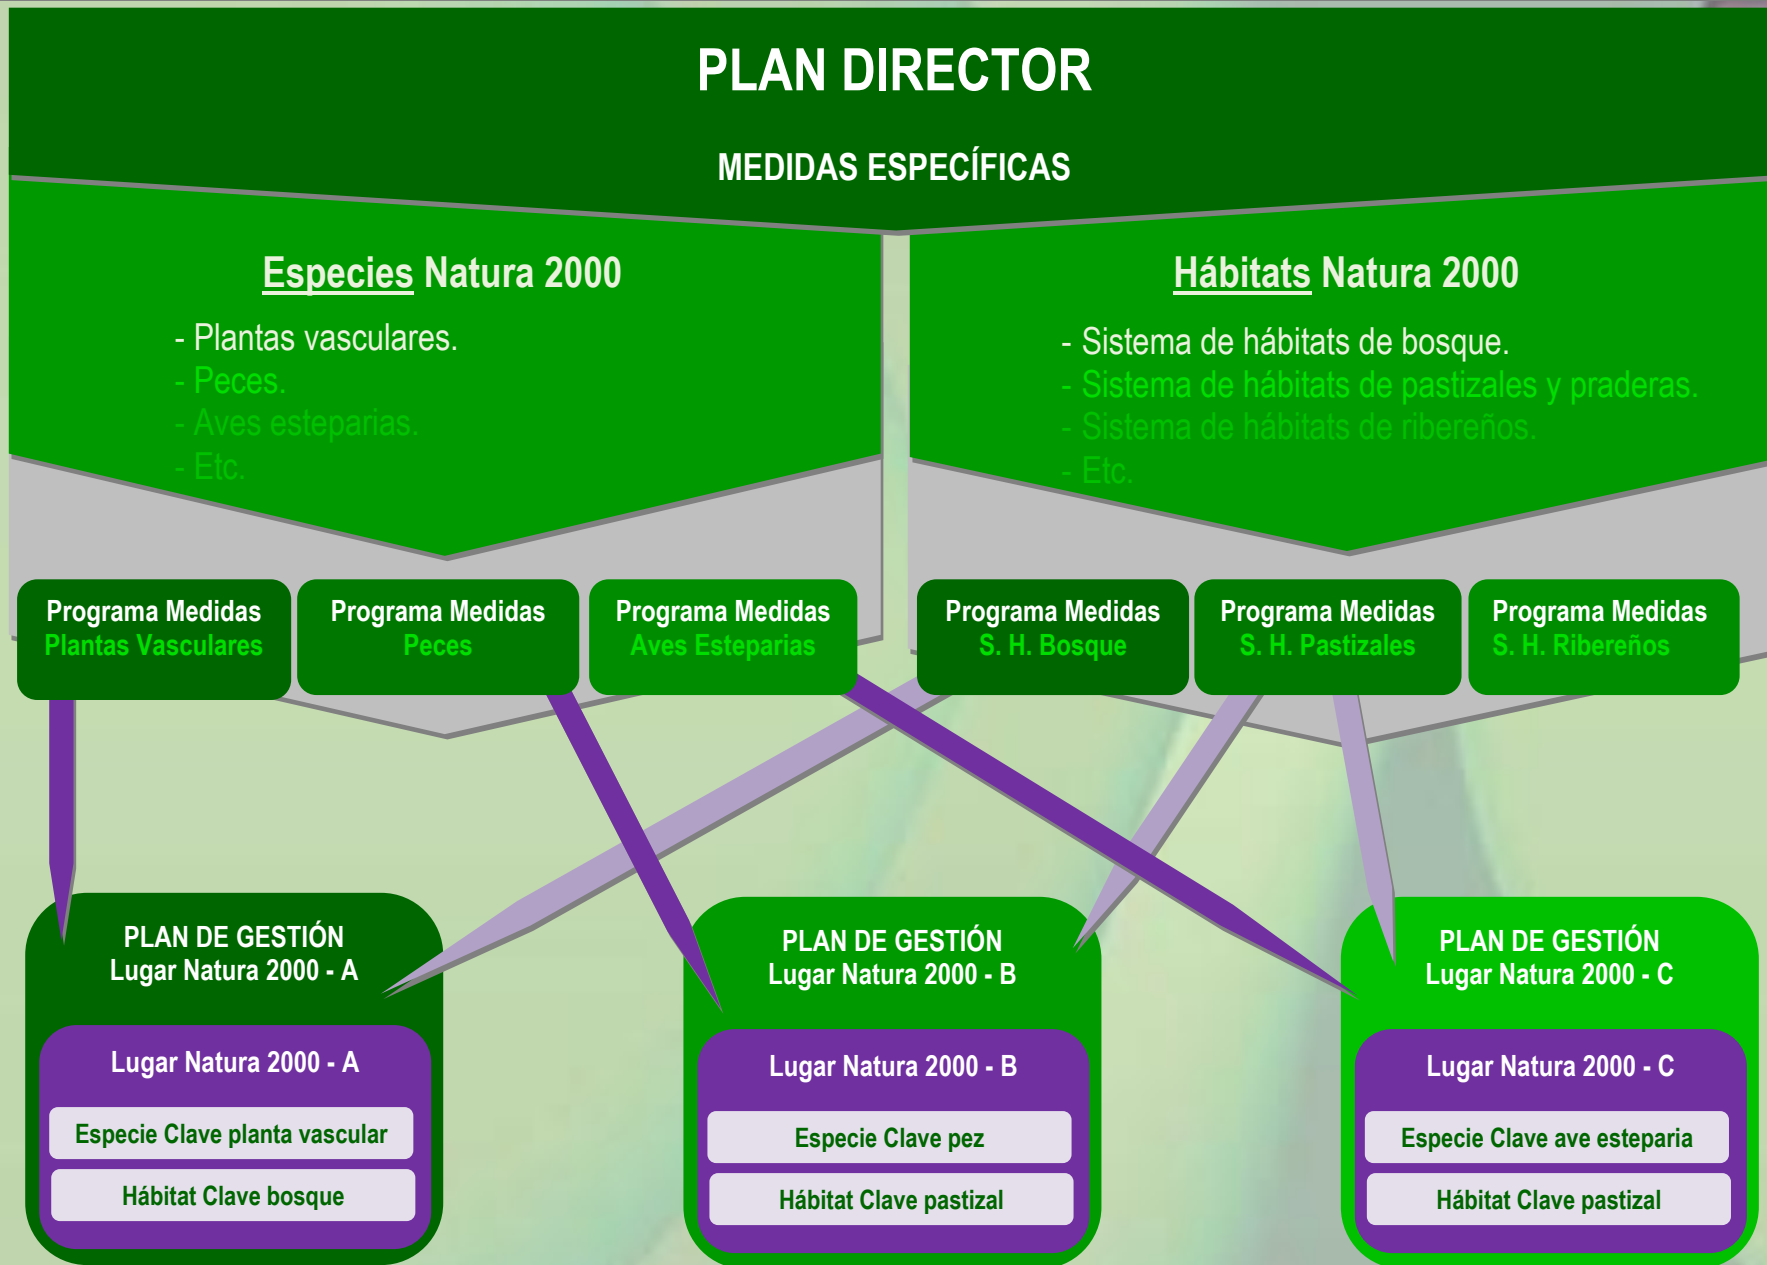 PLAN DIRECTOR
MEDIDAS ESPECÍFICAS
Especies Natura 2000
- Plantas vasculares.
- Peces.
- Aves esteparias.
- Etc.
Hábitats Natura 2000
- Sistema de hábitats de bosque.
- Sistema de hábitats de pastizales y praderas.
- Sistema de hábitats de ribereños.
- Etc.
Programa Medidas
Plantas Vasculares
Programa Medidas
Peces
Programa Medidas
Aves Esteparias
Programa Medidas
S. H. Bosque
Programa Medidas
S. H. Pastizales
Programa Medidas
S. H. Ribereños
PLAN DE GESTIÓN
Lugar Natura 2000 - A
Lugar Natura 2000 - A
Especie Clave planta vascular
Hábitat Clave bosque
PLAN DE GESTIÓN
Lugar Natura 2000 - B
Lugar Natura 2000 - B
Especie Clave pez
Hábitat Clave pastizal
PLAN DE GESTIÓN
Lugar Natura 2000 - C
Lugar Natura 2000 - C
Especie Clave ave esteparia
Hábitat Clave pastizal